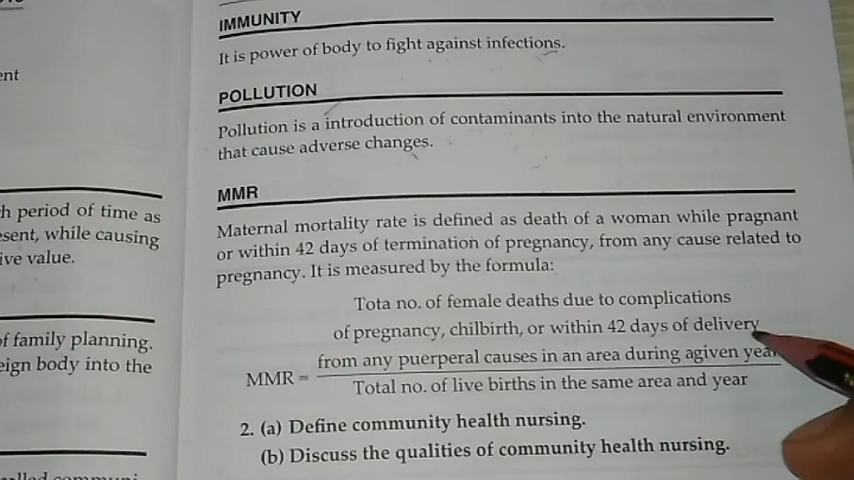 ent
h period of time as
esent, while causing
ive value.
of family planning.
eign body into the
IMMUNITY
It is power of body to fight against infections.
POLLUTION
Pollution is a introduction of contaminants into the natural environment
that cause adverse changes.
MMR
Maternal mortality rate is defined as death of a woman while pragnant
or within 42 days of termination of pregnancy, from any cause related to
pregnancy. It is measured by the formula:
Tota no. of female deaths due to complications
of pregnancy, chilbirth, or within 42 days of delivery
from any puerperal causes in an area during agiven year
MMR = Total no. of live births in the same area and year
2. (a) Define community health nursing.
(b) Discuss the qualities of community health nursing.